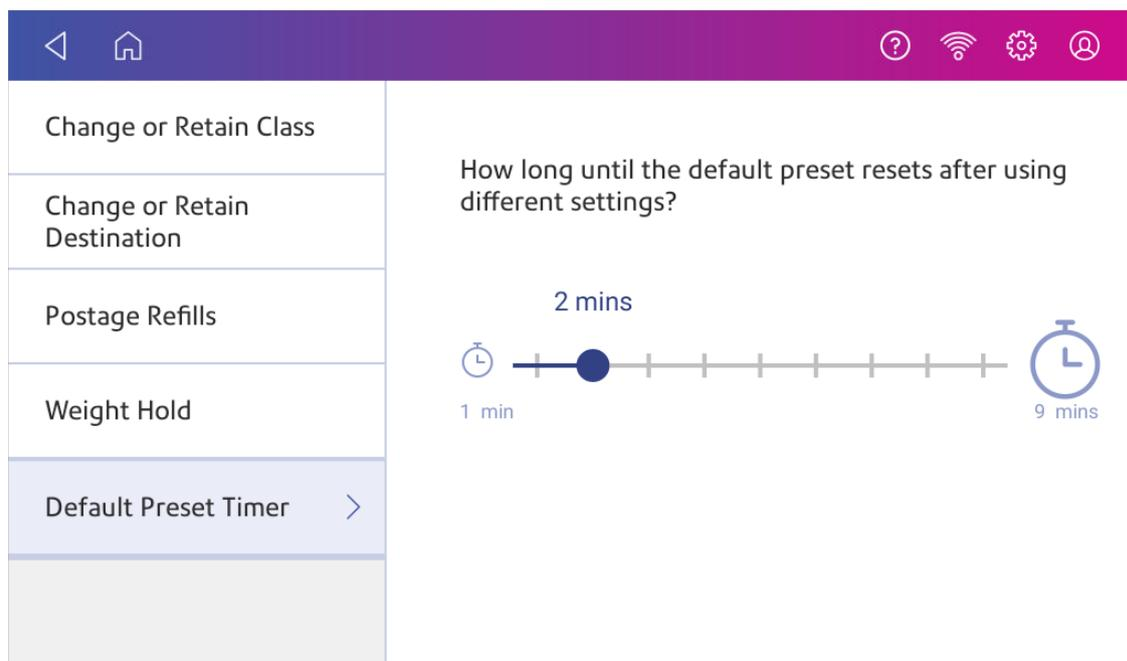 Change or Retain Class
Change or Retain
Destination
Postage Refills
Weight Hold
Default Preset Timer
How long until the default preset resets after using
different settings?
2 mins
1 min
9 mins